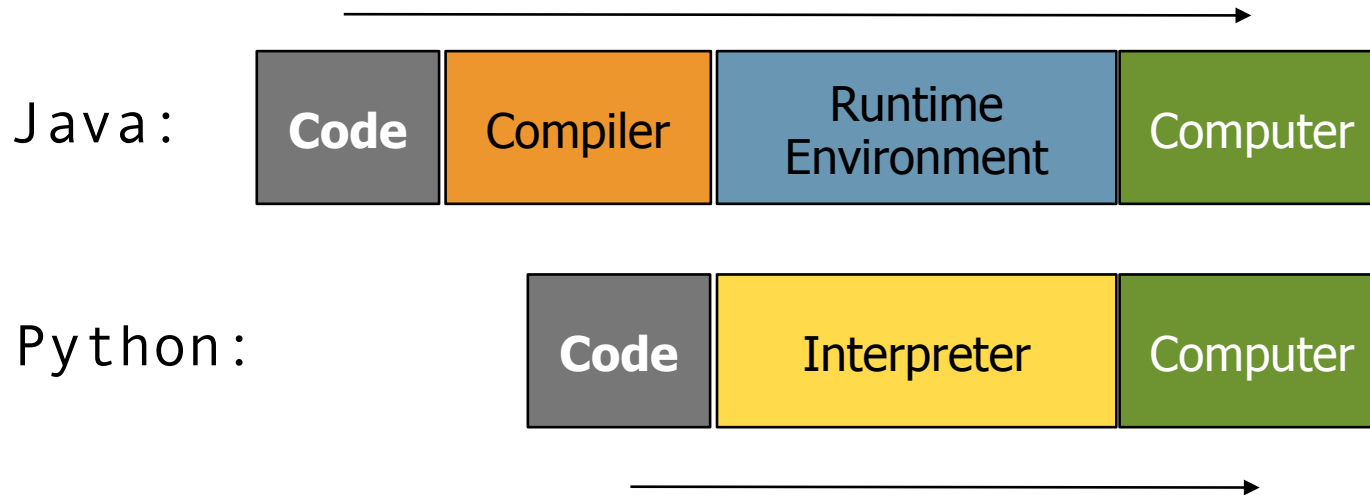 Java:
Code
Compiler
Runtime
Environment
Computer
Python:
Code
Interpreter
Computer